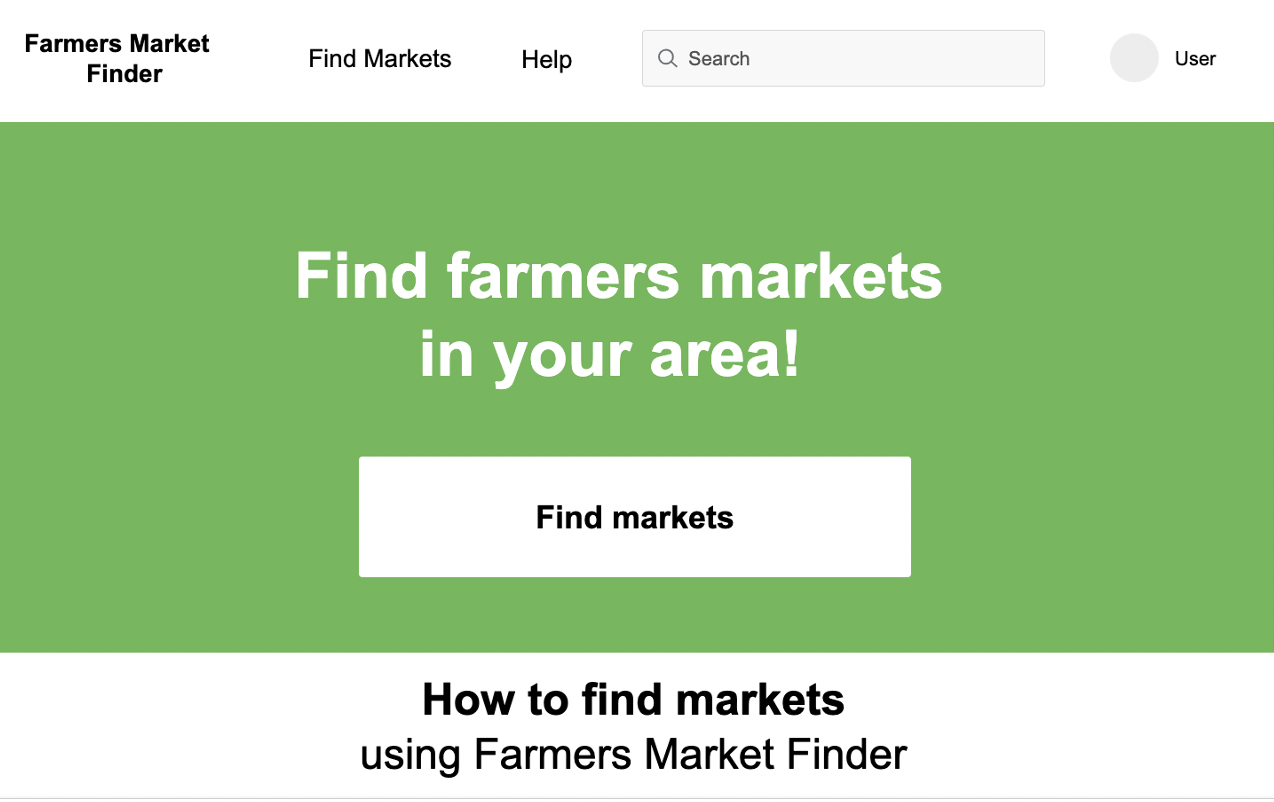 Farmers Market
Finder
Find Markets
Help
Search
User
Find farmers markets
in your area!
Find markets
How to find markets
using Farmers Market Finder